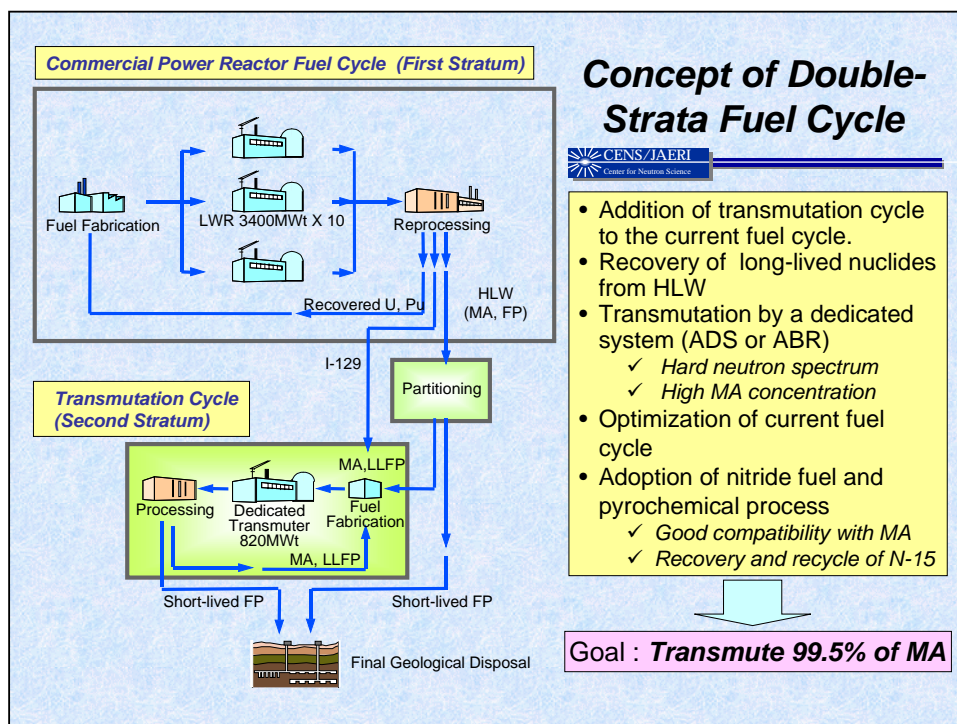 Commercial Power Reactor Fuel Cycle (First Stratum)
Fuel Fabrication
LWR 3400MWt X 10
Reprocessing
Recovered U, Pu
HLW
(MA, FP)
I-129
Partitioning
Transmutation Cycle
(Second Stratum)
MA,LLFP
Processing
Dedicated
Transmuter
820MWt
Fuel
Fabrication
MA, LLFP
Short-lived FP
Short-lived FP
Final Geological Disposal
Concept of Double-
Strata Fuel Cycle
CENS/JAERI
Center for Neutron Science
• Addition of transmutation cycle
to the current fuel cycle.
• Recovery of long-lived nuclides
from HLW
• Transmutation by a dedicated
system (ADS or ABR)
✓ Hard neutron spectrum
✓ High MA concentration
• Optimization of current fuel
cycle
• Adoption of nitride fuel and
pyrochemical process
✓ Good compatibility with MA
✓ Recovery and recycle of N-15
Goal : Transmute 99.5% of MA